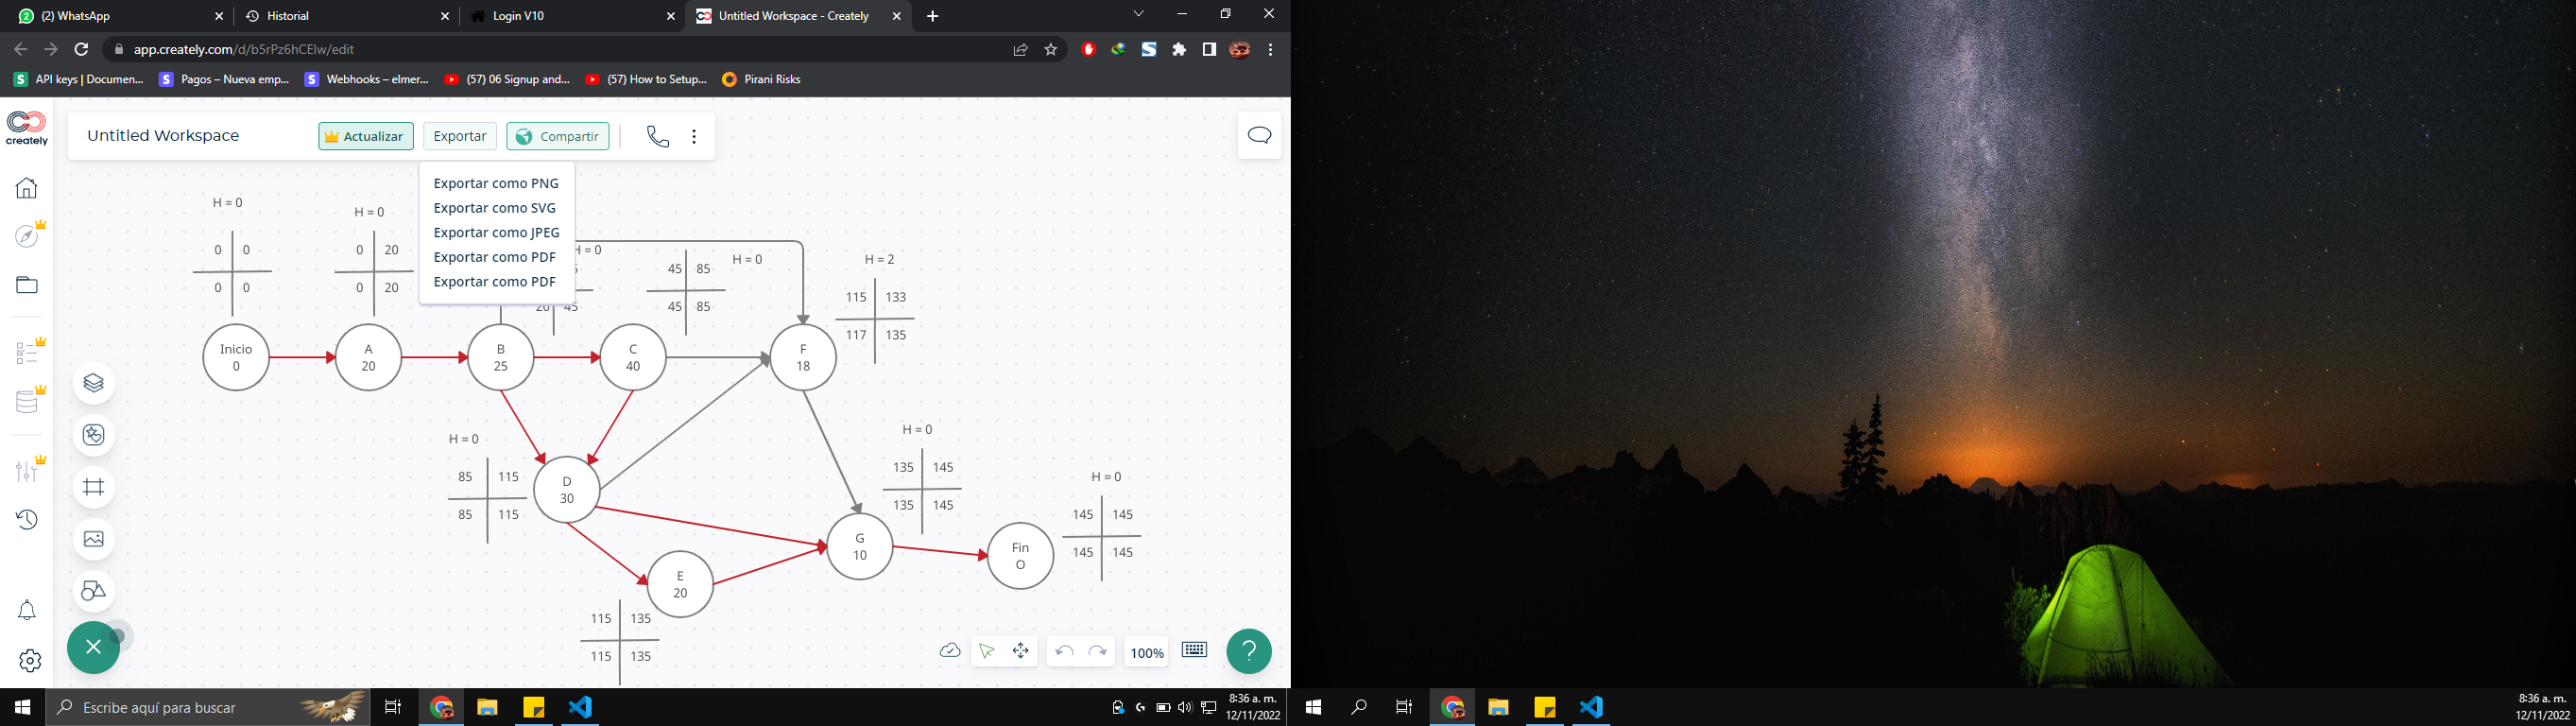 (2) WhatsApp
Historial
Login V10
Untitled Workspace - Creately
app.creately.com/d/b5rPz6hCElw/edit
API keys | Documen...
Pagos – Nueva emp...
Webhooks – elmer...
(57) 06 Signup and...
(57) How to Setup...
Pirani Risks
creately
Untitled Workspace
Actualizar
Exportar
Compartir
Exportar como PNG
Exportar como SVG
Exportar como JPEG
Exportar como PDF
Exportar como PDF
H = 0
0 0
0 0
H = 0
0 20
0 20
H = 0
20 45
H = 0
45 85
45 85
H = 2
115 133
117 135
Inicio
0
A
20
B
25
C
40
F
18
H = 0
85 115
85 115
D
30
H = 0
135 145
135 145
G
10
H = 0
145 145
145 145
Fin
O
E
20
115 135
115 135
100%
?
Escribe aquí para buscar
8:36 a. m.
12/11/2022
8:36 a. m.
12/11/2022